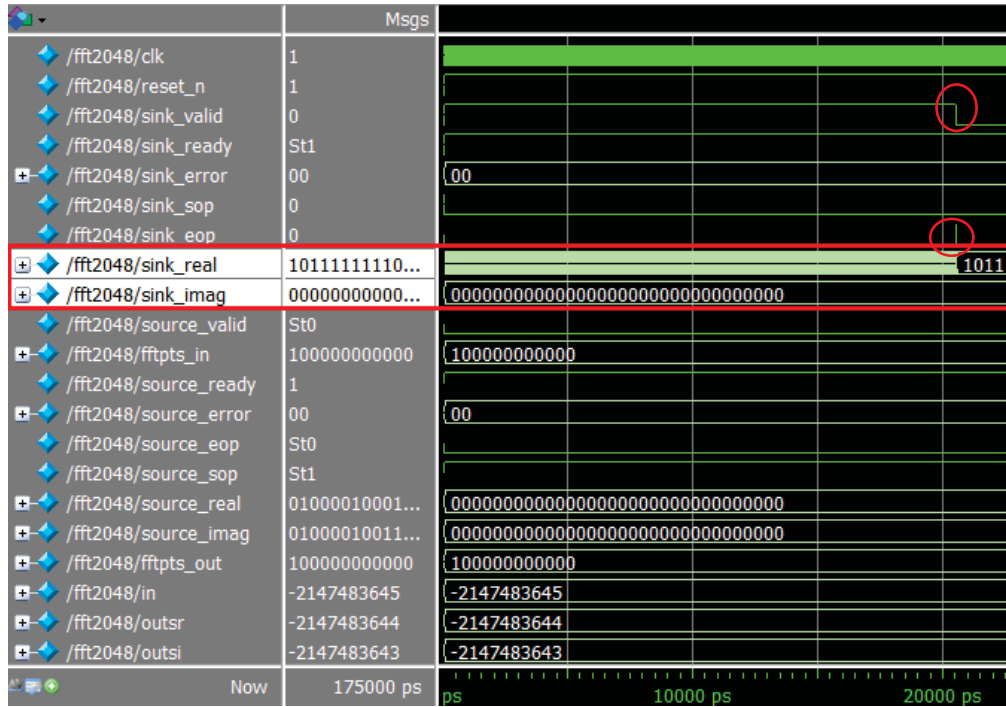 Msgs
/fft2048/clk 1
/fft2048/reset_n 1
/fft2048/sink_valid 0
/fft2048/sink_ready St1
/fft2048/sink_error 00 00
/fft2048/sink_sop 0
/fft2048/sink_eop 0
/fft2048/sink_real 10111111110... 1011
/fft2048/sink_imag 00000000000... 00000000000000000000000000000000
/fft2048/source_valid St0
/fft2048/fftpts_in 100000000000 100000000000
/fft2048/source_ready 1
/fft2048/source_error 00 00
/fft2048/source_eop St0
/fft2048/source_sop St1
/fft2048/source_real 01000010001... 00000000000000000000000000000000
/fft2048/source_imag 01000010011... 00000000000000000000000000000000
/fft2048/fftpts_out 100000000000 100000000000
/fft2048/in -2147483645 -2147483645
/fft2048/outsr -2147483644 -2147483644
/fft2048/outsi -2147483643 -2147483643
Now 175000 ps ps 10000 ps 20000 ps